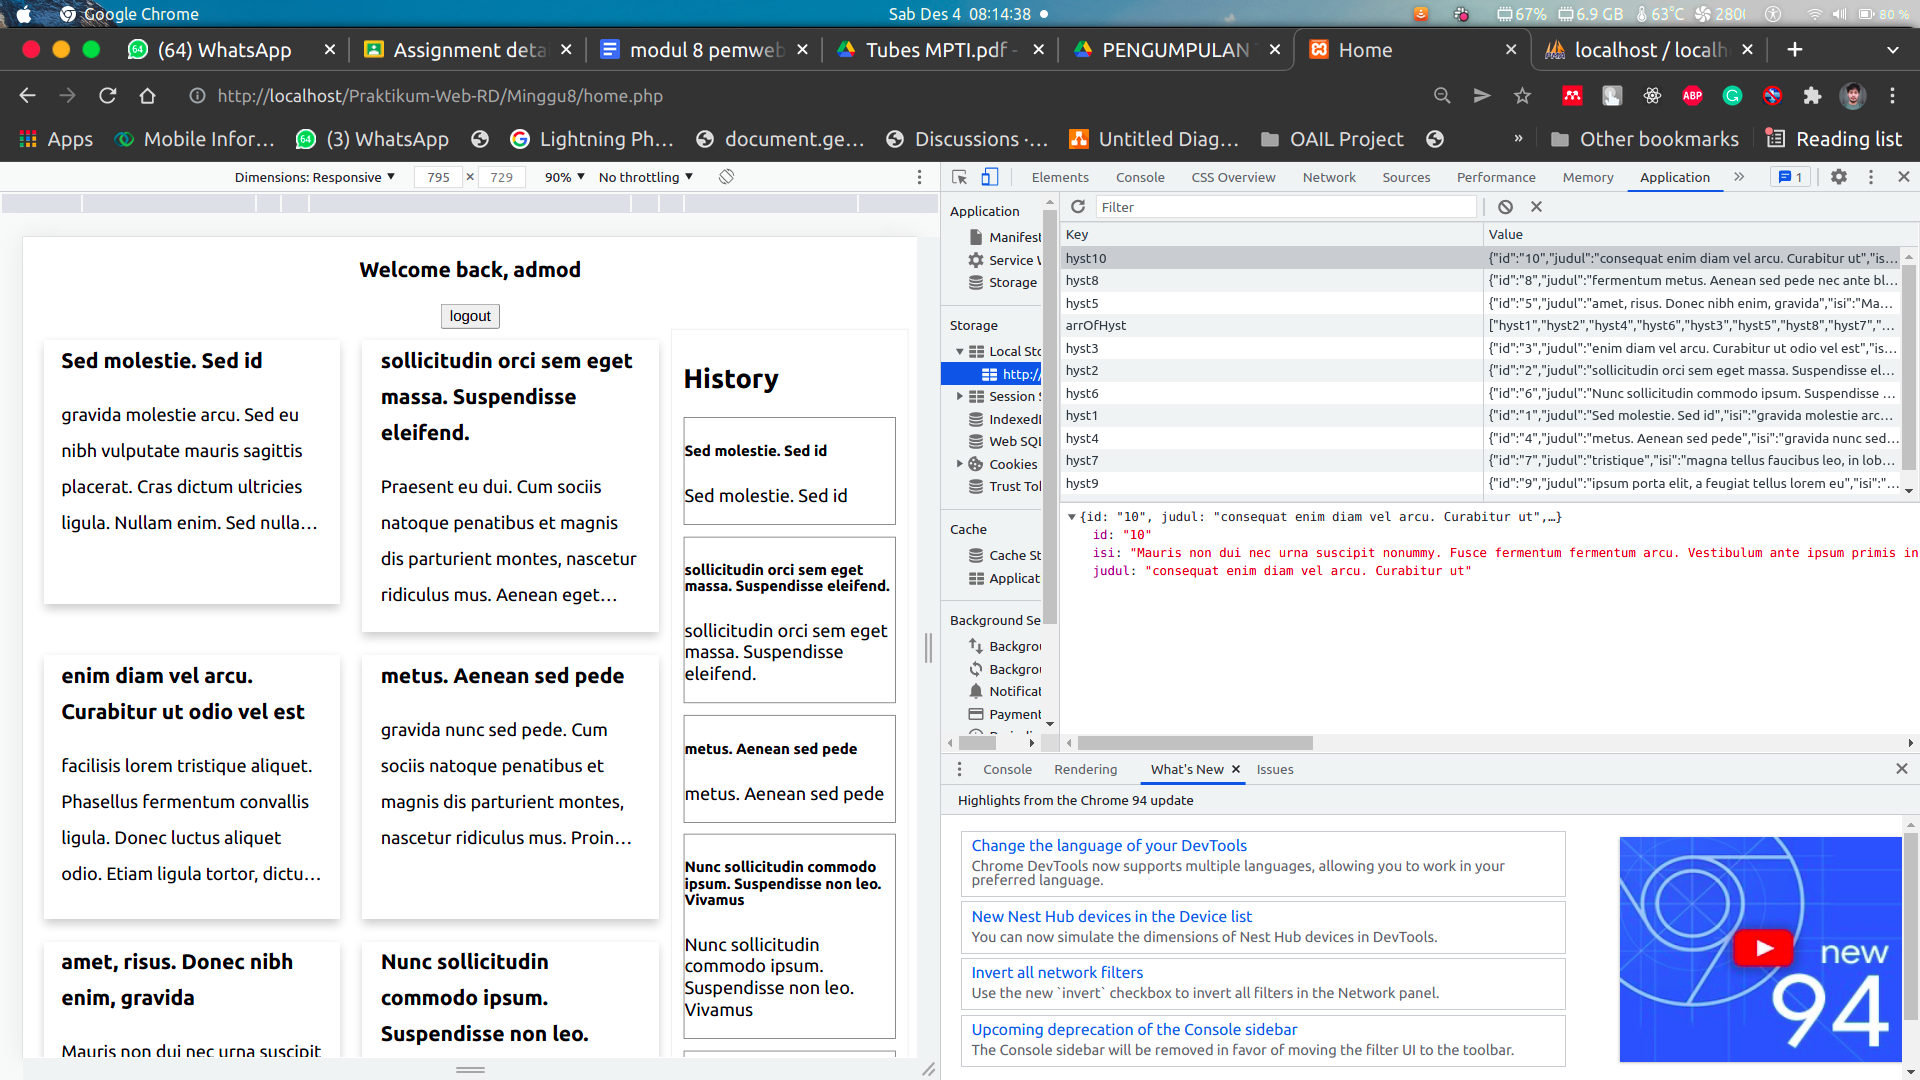 Google Chrome
Sab Des 4 08:14:38
67% 6.9 GB 63°C 280 80 %
(64) WhatsApp
Assignment deta
modul 8 pemweb
Tubes MPTI.pdf -
PENGUMPULAN
Home
localhost / localh
http://localhost/Praktikum-Web-RD/Minggu8/home.php
ABP
Apps
Mobile Infor...
(3) WhatsApp
Lightning Ph...
document.ge...
Discussions ·...
Untitled Diag...
OAIL Project
»
Other bookmarks
Reading list
Dimensions: Responsive ▼ 795 × 729 90% ▼ No throttling ▼
Elements Console CSS Overview Network Sources Performance Memory Application » 1
Welcome back, admod
logout
Sed molestie. Sed id
gravida molestie arcu. Sed eu
nibh vulputate mauris sagittis
placerat. Cras dictum ultricies
ligula. Nullam enim. Sed nulla...
sollicitudin orci sem eget
massa. Suspendisse
eleifend.
Praesent eu dui. Cum sociis
natoque penatibus et magnis
dis parturient montes, nascetur
ridiculus mus. Aenean eget...
enim diam vel arcu.
Curabitur ut odio vel est
facilisis lorem tristique aliquet.
Phasellus fermentum convallis
ligula. Donec luctus aliquet
odio. Etiam ligula tortor, dictu...
metus. Aenean sed pede
gravida nunc sed pede. Cum
sociis natoque penatibus et
magnis dis parturient montes,
nascetur ridiculus mus. Proin...
amet, risus. Donec nibh
enim, gravida
Mauris non dui nec urna suscipit
Nunc sollicitudin
commodo ipsum.
Suspendisse non leo.
History
Sed molestie. Sed id
Sed molestie. Sed id
sollicitudin orci sem eget
massa. Suspendisse eleifend.
sollicitudin orci sem eget
massa. Suspendisse
eleifend.
metus. Aenean sed pede
metus. Aenean sed pede
Nunc sollicitudin commodo
ipsum. Suspendisse non leo.
Vivamus
Nunc sollicitudin
commodo ipsum.
Suspendisse non leo.
Vivamus
Application
Manifest
Service W
Storage
Storage
Local Sto
http:/
Session S
IndexedI
Web SQL
Cookies
Trust Tok
Cache
Cache St
Applicat
Background Se
Backgrou
Backgrou
Notificat
Payment
Filter
Key Value
hyst10 {"id":"10","judul":"consequat enim diam vel arcu. Curabitur ut","is...
hyst8 {"id":"8","judul":"fermentum metus. Aenean sed pede nec ante bl...
hyst5 {"id":"5","judul":"amet, risus. Donec nibh enim, gravida","isi":"Ma...
arrOfHyst ["hyst1","hyst2","hyst4","hyst6","hyst3","hyst5","hyst8","hyst7","...
hyst3 {"id":"3","judul":"enim diam vel arcu. Curabitur ut odio vel est","is...
hyst2 {"id":"2","judul":"sollicitudin orci sem eget massa. Suspendisse el...
hyst6 {"id":"6","judul":"Nunc sollicitudin commodo ipsum. Suspendisse ...
hyst1 {"id":"1","judul":"Sed molestie. Sed id","isi":"gravida molestie arc...
hyst4 {"id":"4","judul":"metus. Aenean sed pede","isi":"gravida nunc sed...
hyst7 {"id":"7","judul":"tristique","isi":"magna tellus faucibus leo, in lob...
hyst9 {"id":"9","judul":"ipsum porta elit, a feugiat tellus lorem eu","isi":"...
▼{id: "10", judul: "consequat enim diam vel arcu. Curabitur ut",…}
id: "10"
isi: "Mauris non dui nec urna suscipit nonummy. Fusce fermentum fermentum arcu. Vestibulum ante ipsum primis in
judul: "consequat enim diam vel arcu. Curabitur ut"
Console Rendering What's New Issues
Highlights from the Chrome 94 update
Change the language of your DevTools
Chrome DevTools now supports multiple languages, allowing you to work in your
preferred language.
New Nest Hub devices in the Device list
You can now simulate the dimensions of Nest Hub devices in DevTools.
Invert all network filters
Use the new `invert` checkbox to invert all filters in the Network panel.
Upcoming deprecation of the Console sidebar
The Console sidebar will be removed in favor of moving the filter UI to the toolbar.
new
94